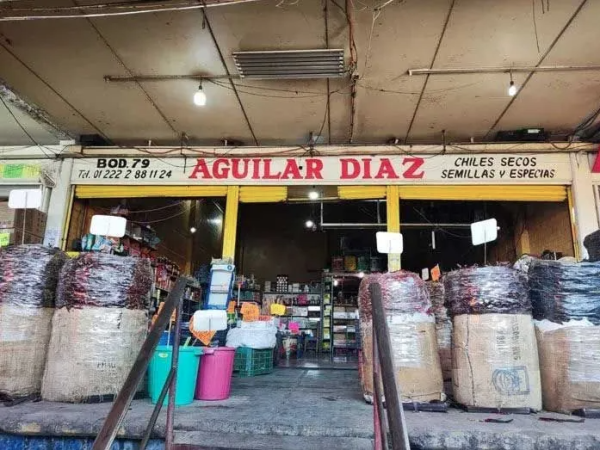 BOD. 79
Tel. 01 222 2 88 11 24
AGUILAR DIAZ
CHILES SECOS
SEMILLAS Y ESPECIAS